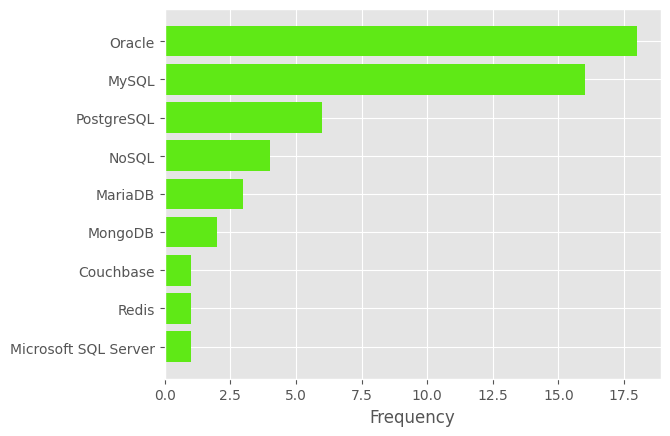 Oracle
MySQL
PostgreSQL
NoSQL
MariaDB
MongoDB
Couchbase
Redis
Microsoft SQL Server
0.0 2.5 5.0 7.5 10.0 12.5 15.0 17.5
Frequency